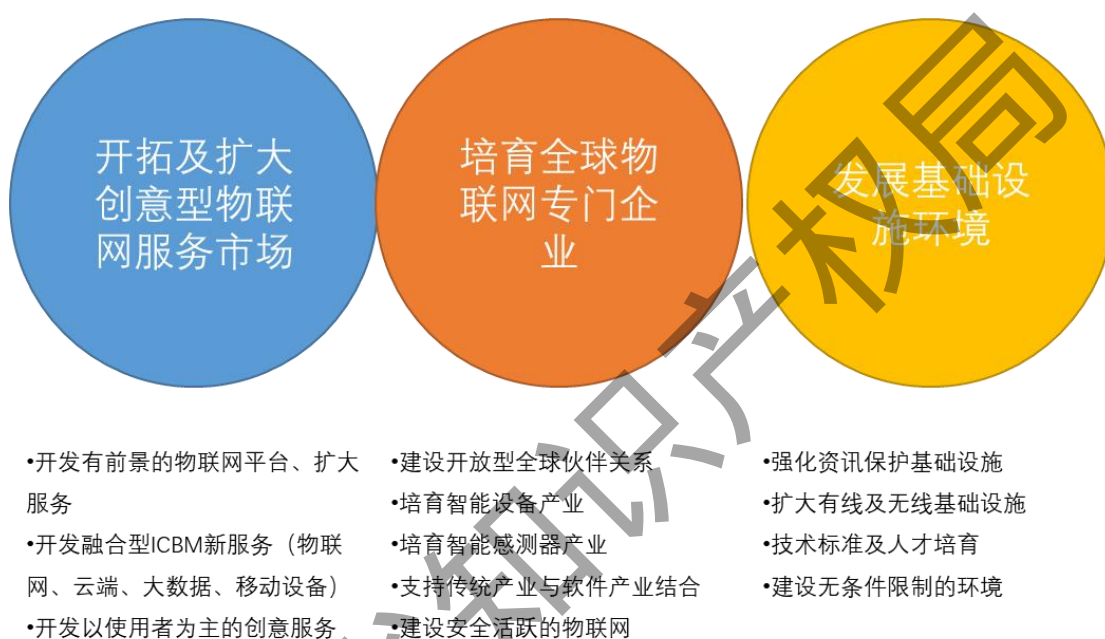 开拓及扩大
创意型物联
网服务市场
培育全球物
联网专门企
业
发展基础设
施环境
•开发有前景的物联网平台、扩大
服务
•开发融合型ICBM新服务（物联
网、云端、大数据、移动设备）
•开发以使用者为主的创意服务
•建设开放型全球伙伴关系
•培育智能设备产业
•培育智能感测器产业
•支持传统产业与软件产业结合
•建设安全活跃的物联网
•强化资讯保护基础设施
•扩大有线及无线基础设施
•技术标准及人才培育
•建设无条件限制的环境
知识产权局